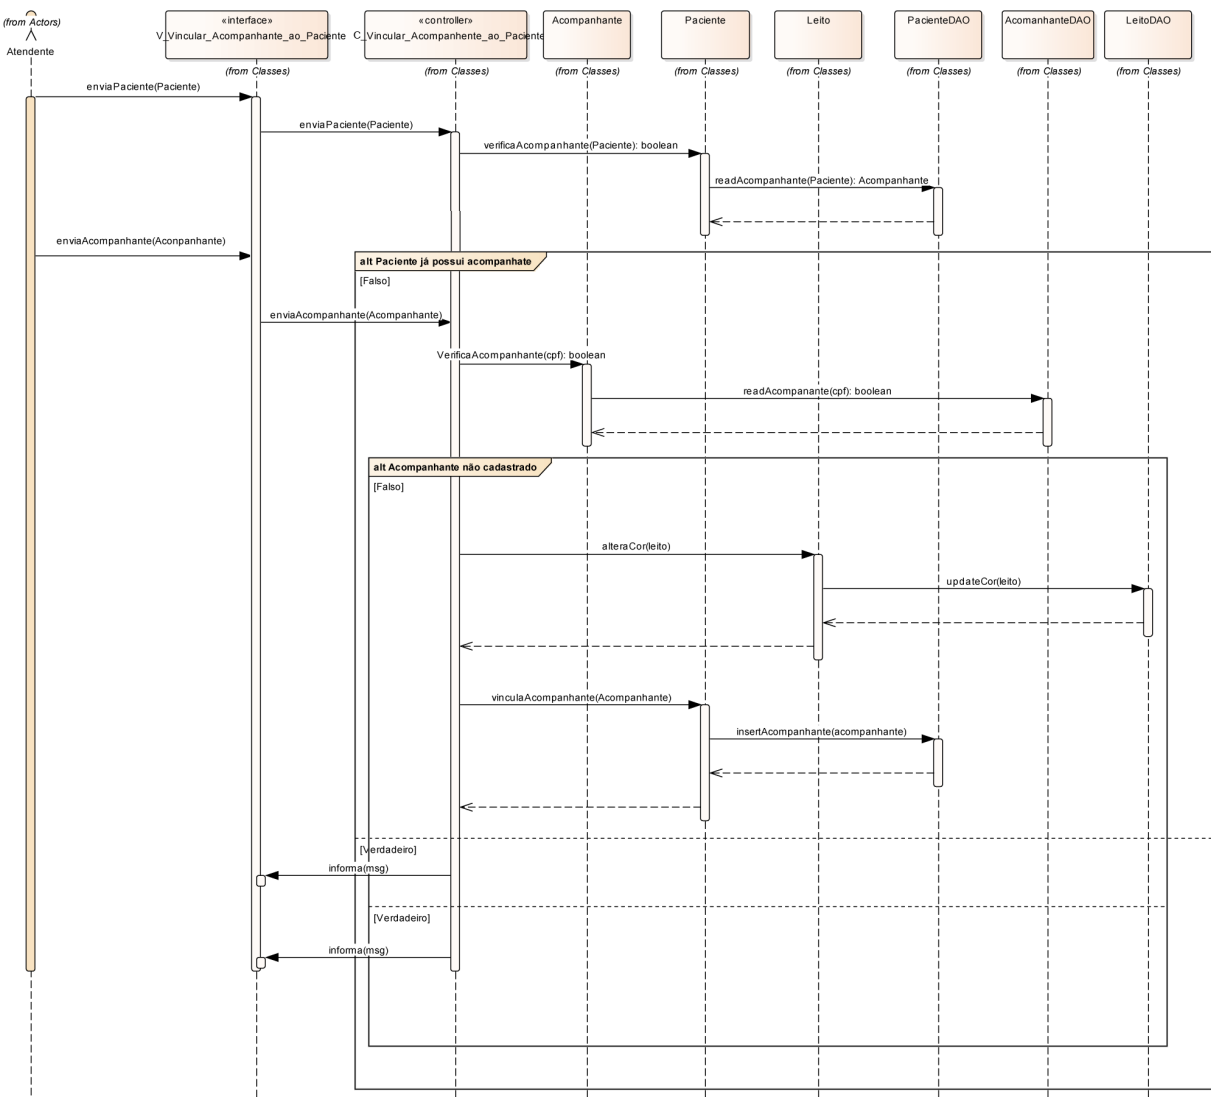 (from Actors)
Atendente
«interface»
V_Vincular_Acompanhante_ao_Paciente
(from Classes)
«controller»
C_Vincular_Acompanhente_ao_Paciente
(from Classes)
Acompanhante
(from Classes)
Paciente
(from Classes)
Leito
(from Classes)
PacienteDAO
(from Classes)
AcomanhanteDAO
(from Classes)
LeitoDAO
(from Classes)
enviaPaciente(Paciente)
enviaPaciente(Paciente)
verificaAcompanhante(Paciente): boolean
readAcompanhante(Paciente): Acompanhante
enviaAcompanhante(Aconpanhante)
alt Paciente já possui acompanhate
[Falso]
enviaAcompanhante(Acompanhante)
VerificaAcompanhante(cpf): boolean
readAcompanante(cpf): boolean
alt Acompanhante não cadastrado
[Falso]
alteraCor(leito)
updateCor(leito)
vinculaAcompanhante(Acompanhante)
insertAcompanhante(acompanhante)
[Verdadeiro]
informa(msg)
[Verdadeiro]
informa(msg)